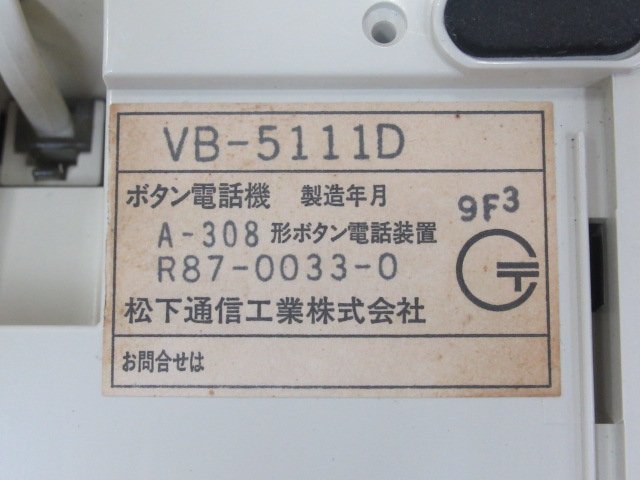 VB-5111D
ボタン電話機 製造年月 9F3
A-308 形ボタン電話装置
R87-0033-0
松下通信工業株式会社
お問合せは